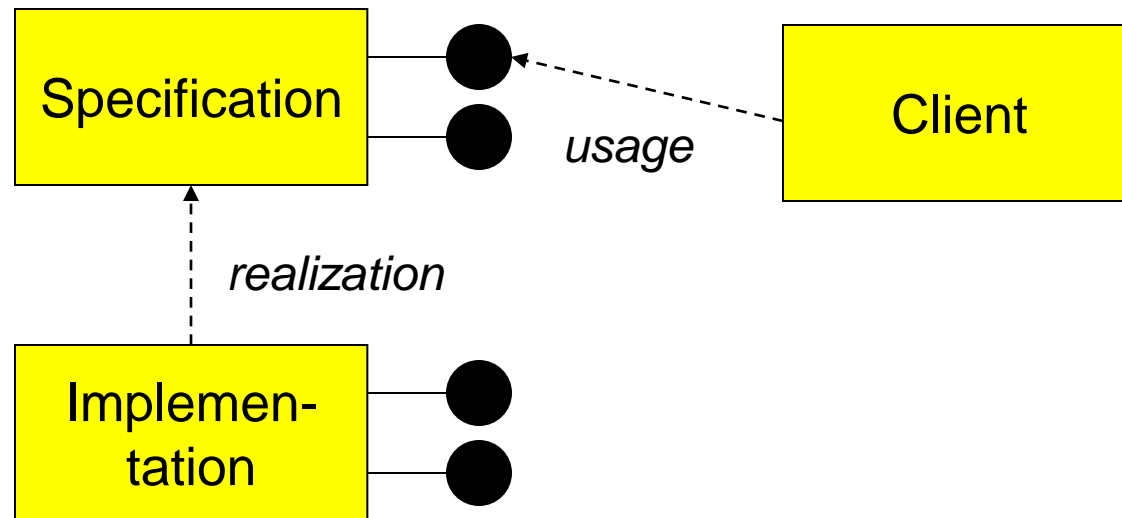 Specification
Client
usage
realization
Implemen-
tation